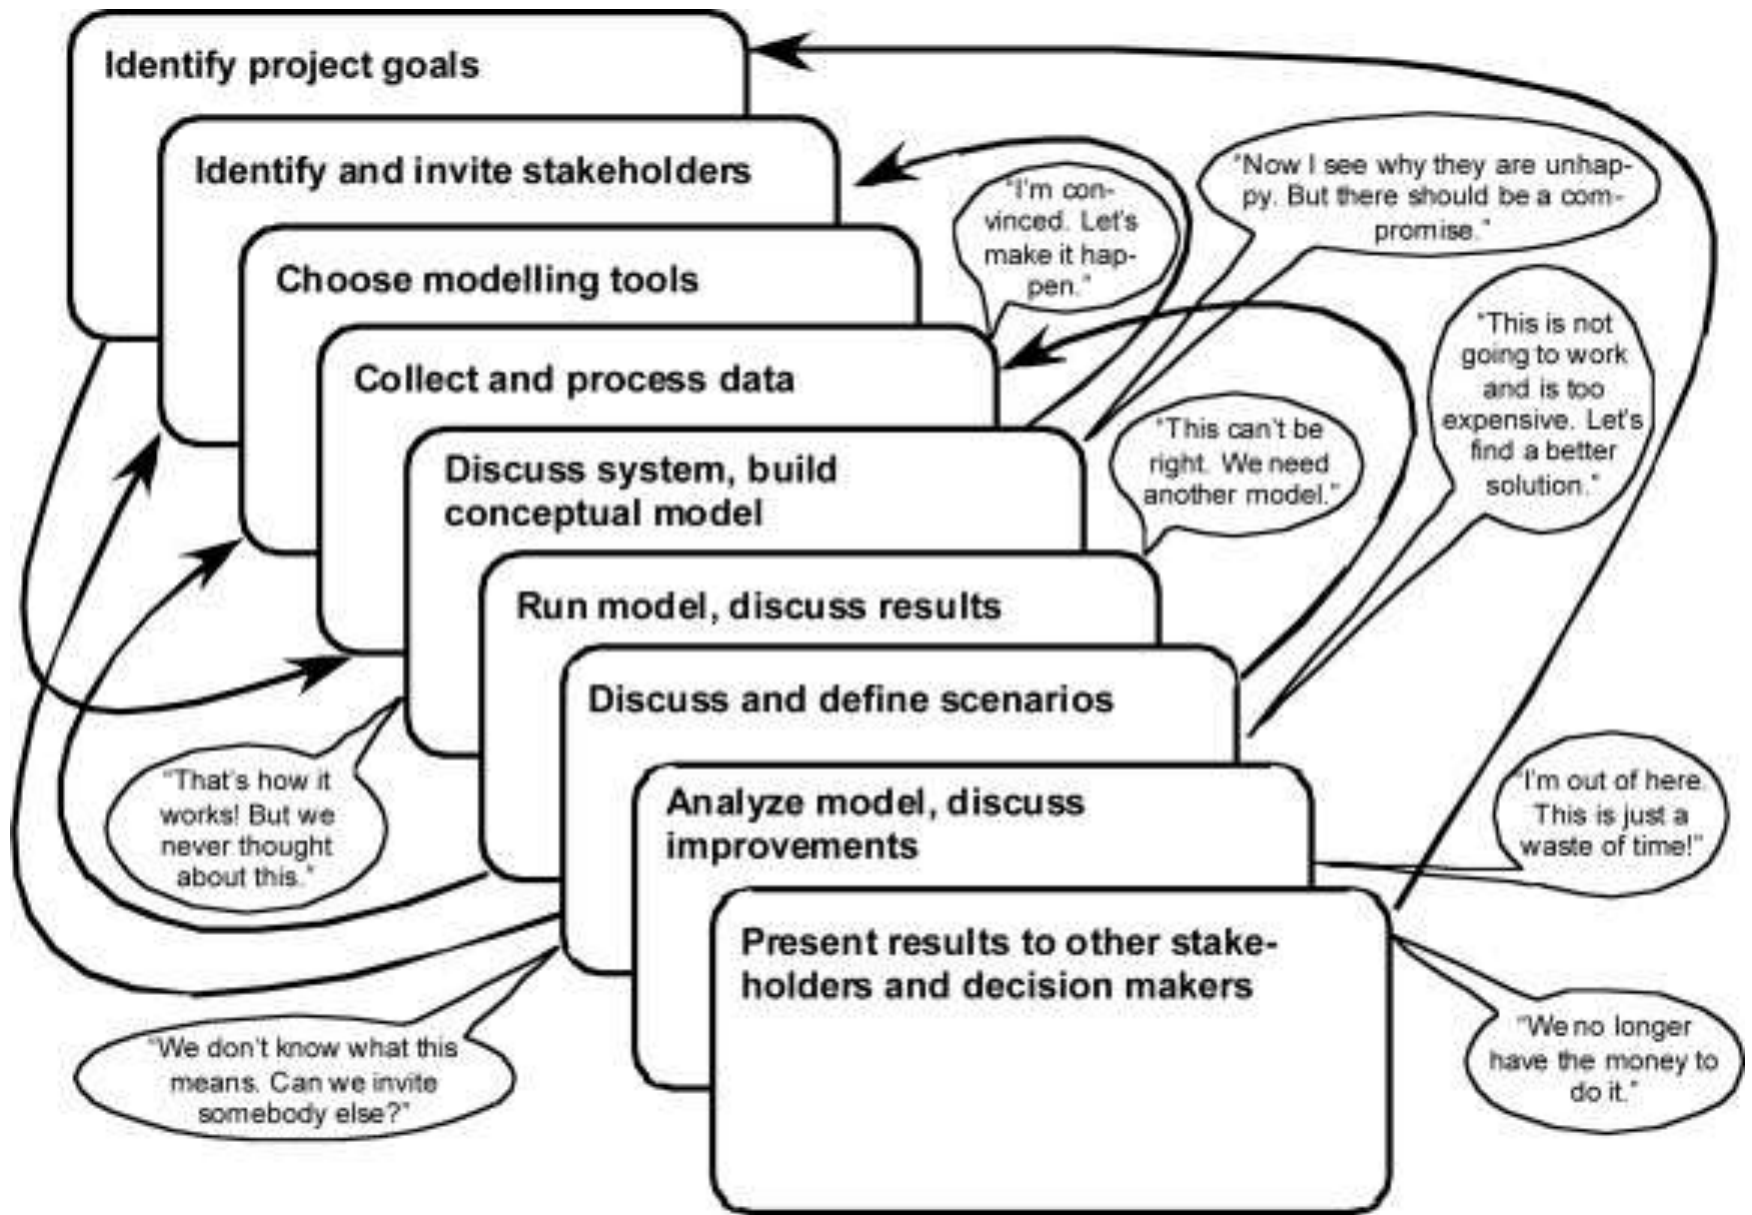 Identify project goals
Identify and invite stakeholders
Choose modelling tools
Collect and process data
Discuss system, build
conceptual model
Run model, discuss results
Discuss and define scenarios
Analyze model, discuss
improvements
Present results to other stake-
holders and decision makers
"I'm con-
vinced. Let's
make it hap-
pen."
"Now I see why they are unhap-
py. But there should be a com-
promise."
"This is not
going to work
and is too
expensive. Let's
find a better
solution."
"This can't be
right. We need
another model."
"That's how it
works! But we
never thought
about this."
"I'm out of here.
This is just a
waste of time!"
"We don't know what this
means. Can we invite
somebody else?"
"We no longer
have the money to
do it."